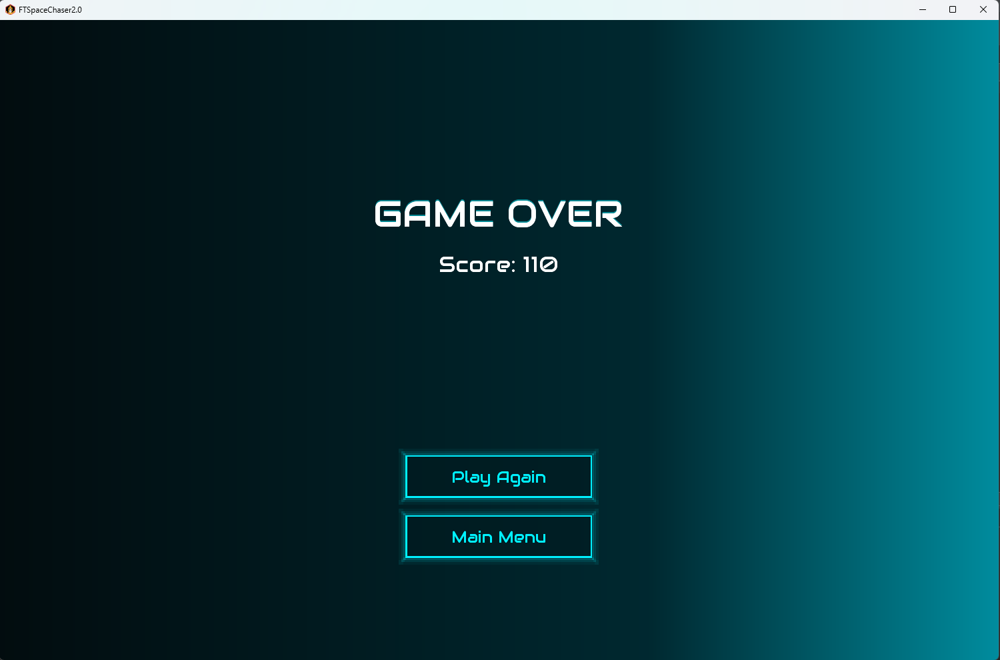 FTSpaceChaser2.0
GAME OVER
Score: 110
Play Again
Main Menu